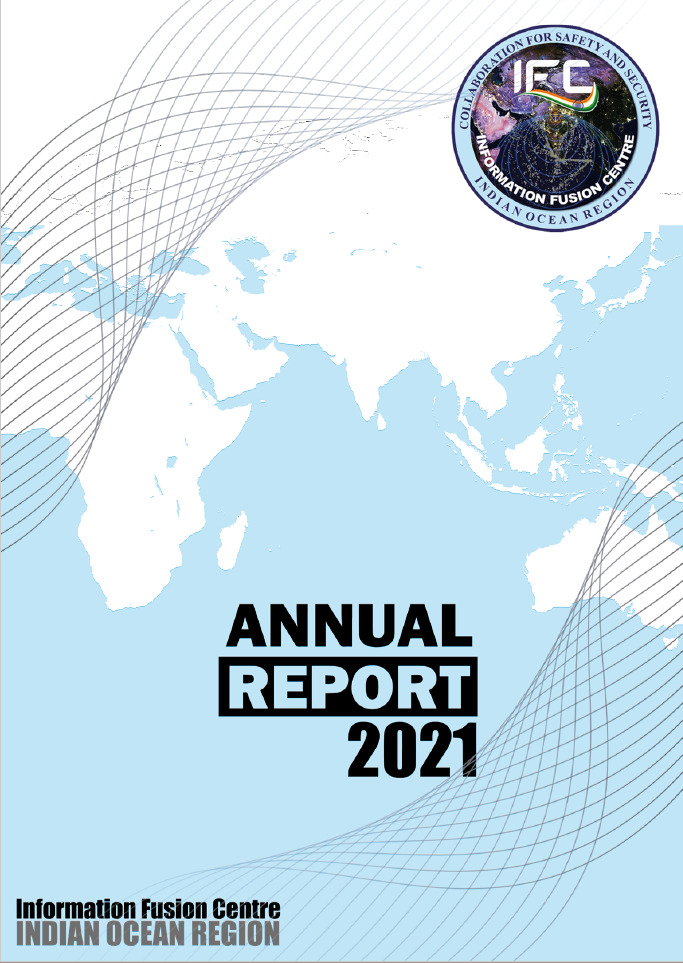 COLLABORATION FOR SAFETY AND SECURITY
IFC
INFORMATION FUSION CENTRE
INDIAN OCEAN REGION
ANNUAL
REPORT
2021
Information Fusion Centre
INDIAN OCEAN REGION